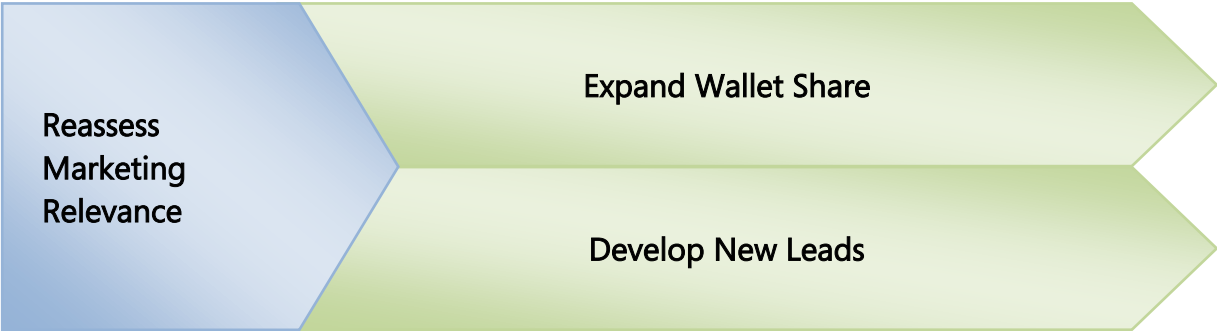 Reassess
Marketing
Relevance
Expand Wallet Share
Develop New Leads